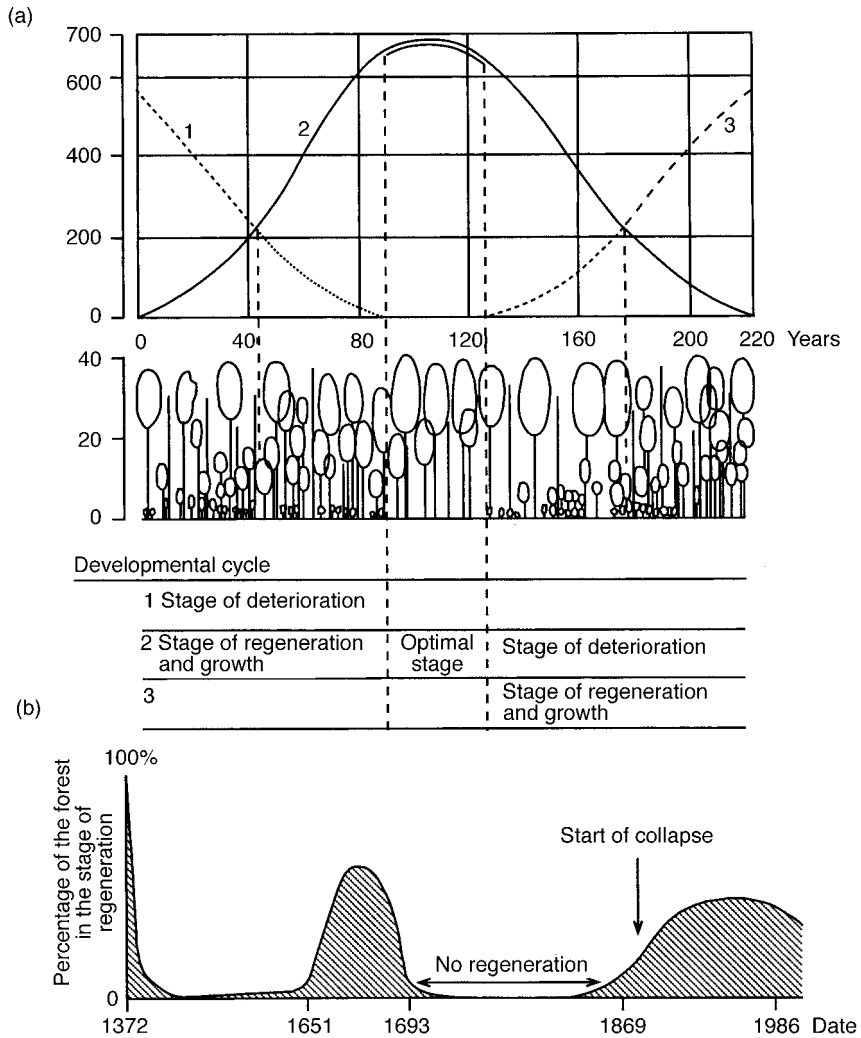 (a)
700
600
400
200
0
1
2
3
0 40 80 120 160 200 220 Years
40
20
0
Developmental cycle
1 Stage of deterioration
2 Stage of regeneration
and growth
Optimal
stage
Stage of deterioration
3
Stage of regeneration
and growth
(b)
100%
Percentage of the forest
in the stage of
regeneration
Start of collapse
No regeneration
0
1372 1651 1693 1869 1986 Date